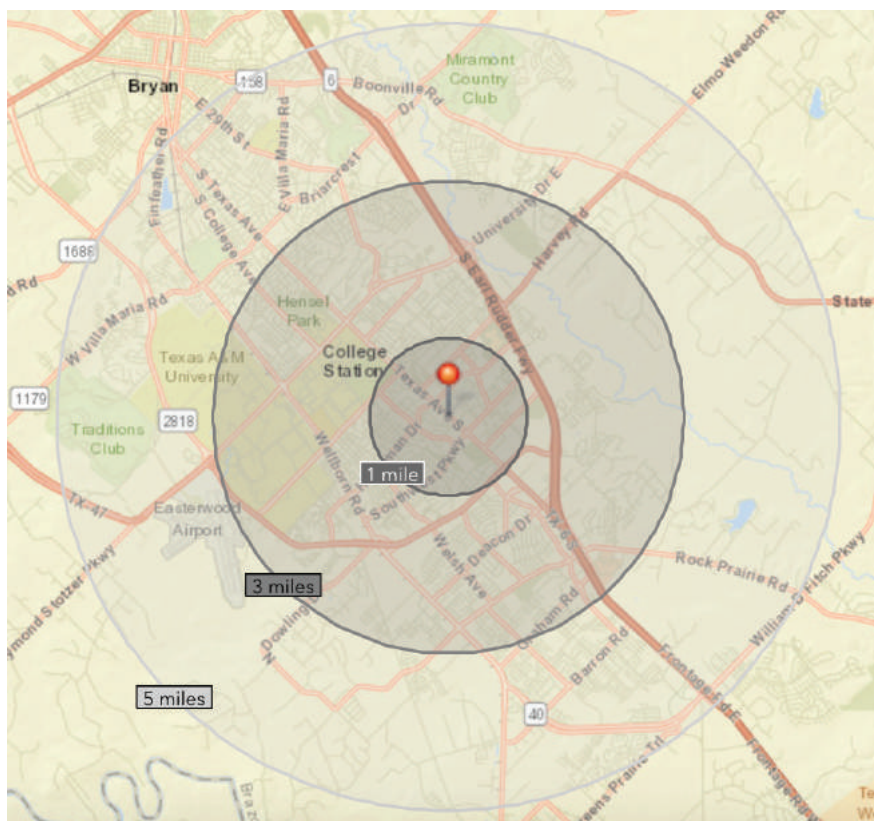 Miramont
Country
Club
Elmo Weedon Rd
Bryan
158
6
Boonville Rd
Dr
E 29th St
E Villa Maria Rd
Briarcrest
Finfeather Rd
S Texas Ave
S College Ave
University Dr E
Harvey Rd
1688
S Earl Rudder Fwy
State
Hensel
Park
W Villa Maria Rd
Texas A&M
University
College
Station
Texas Ave S
1179
2818
Traditions
Club
1 mile
Southwest Pkwy
Wellborn Rd
TX-47
Easterwood
Airport
Deacon Dr
Welsh Ave
Rock Prairie Rd
3 miles
William D Fitch Pkwy
Graham Rd
Barron Rd
Dowling
N
5 miles
40
Frontage Rd E